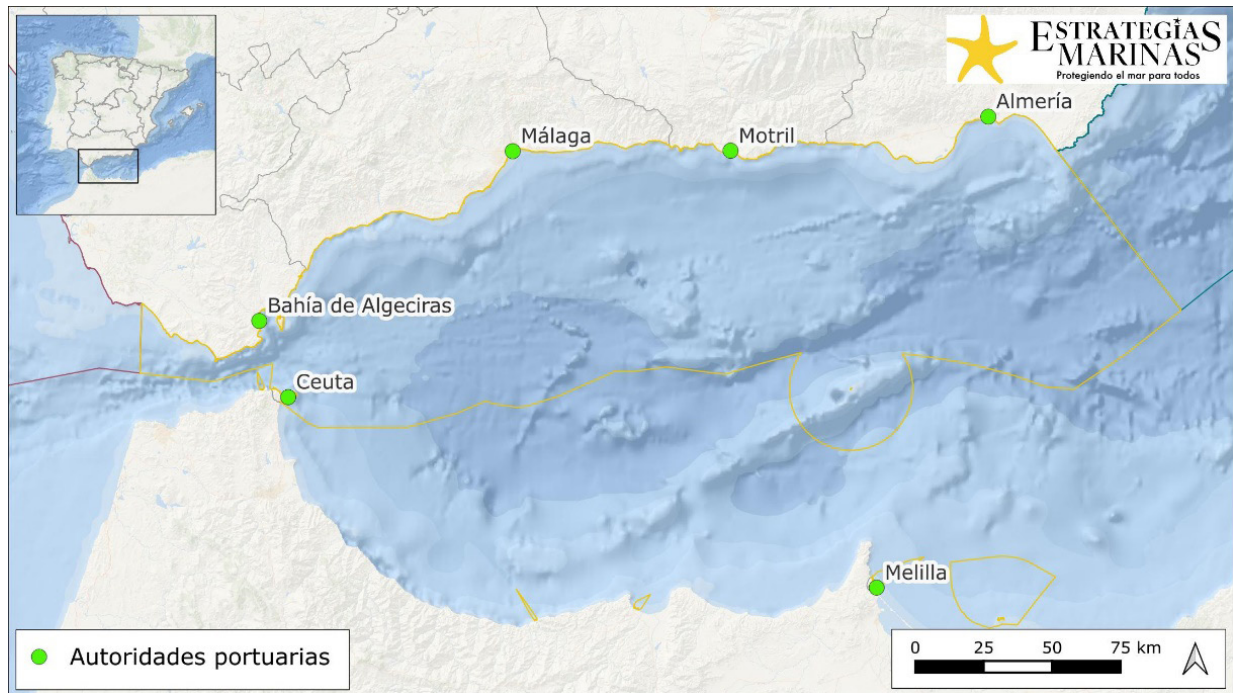 ESTRATEGIAS
MARINAS
Protegiendo el mar para todos
Almería
Málaga
Motril
Bahía de Algeciras
Ceuta
Melilla
Autoridades portuarias
0 25 50 75 km